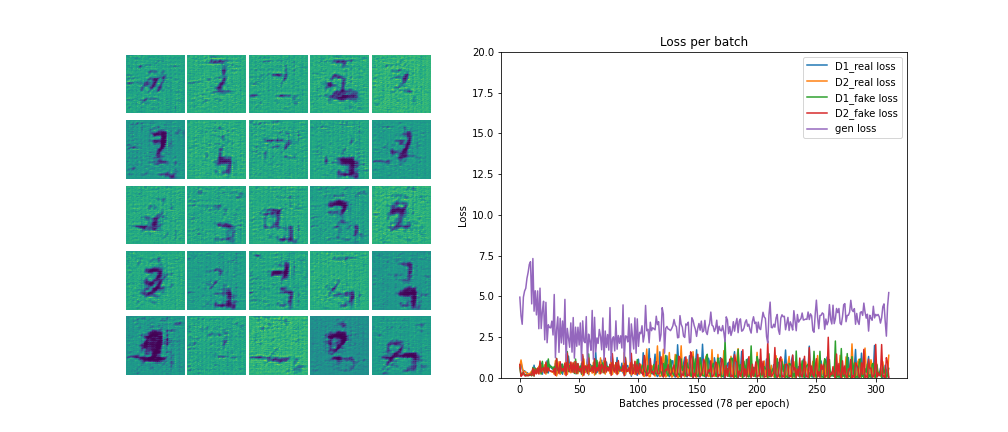 Loss per batch
20.0
17.5
15.0
12.5
10.0
7.5
5.0
2.5
0.0
Loss
D1_real loss
D2_real loss
D1_fake loss
D2_fake loss
gen loss
0 50 100 150 200 250 300
Batches processed (78 per epoch)